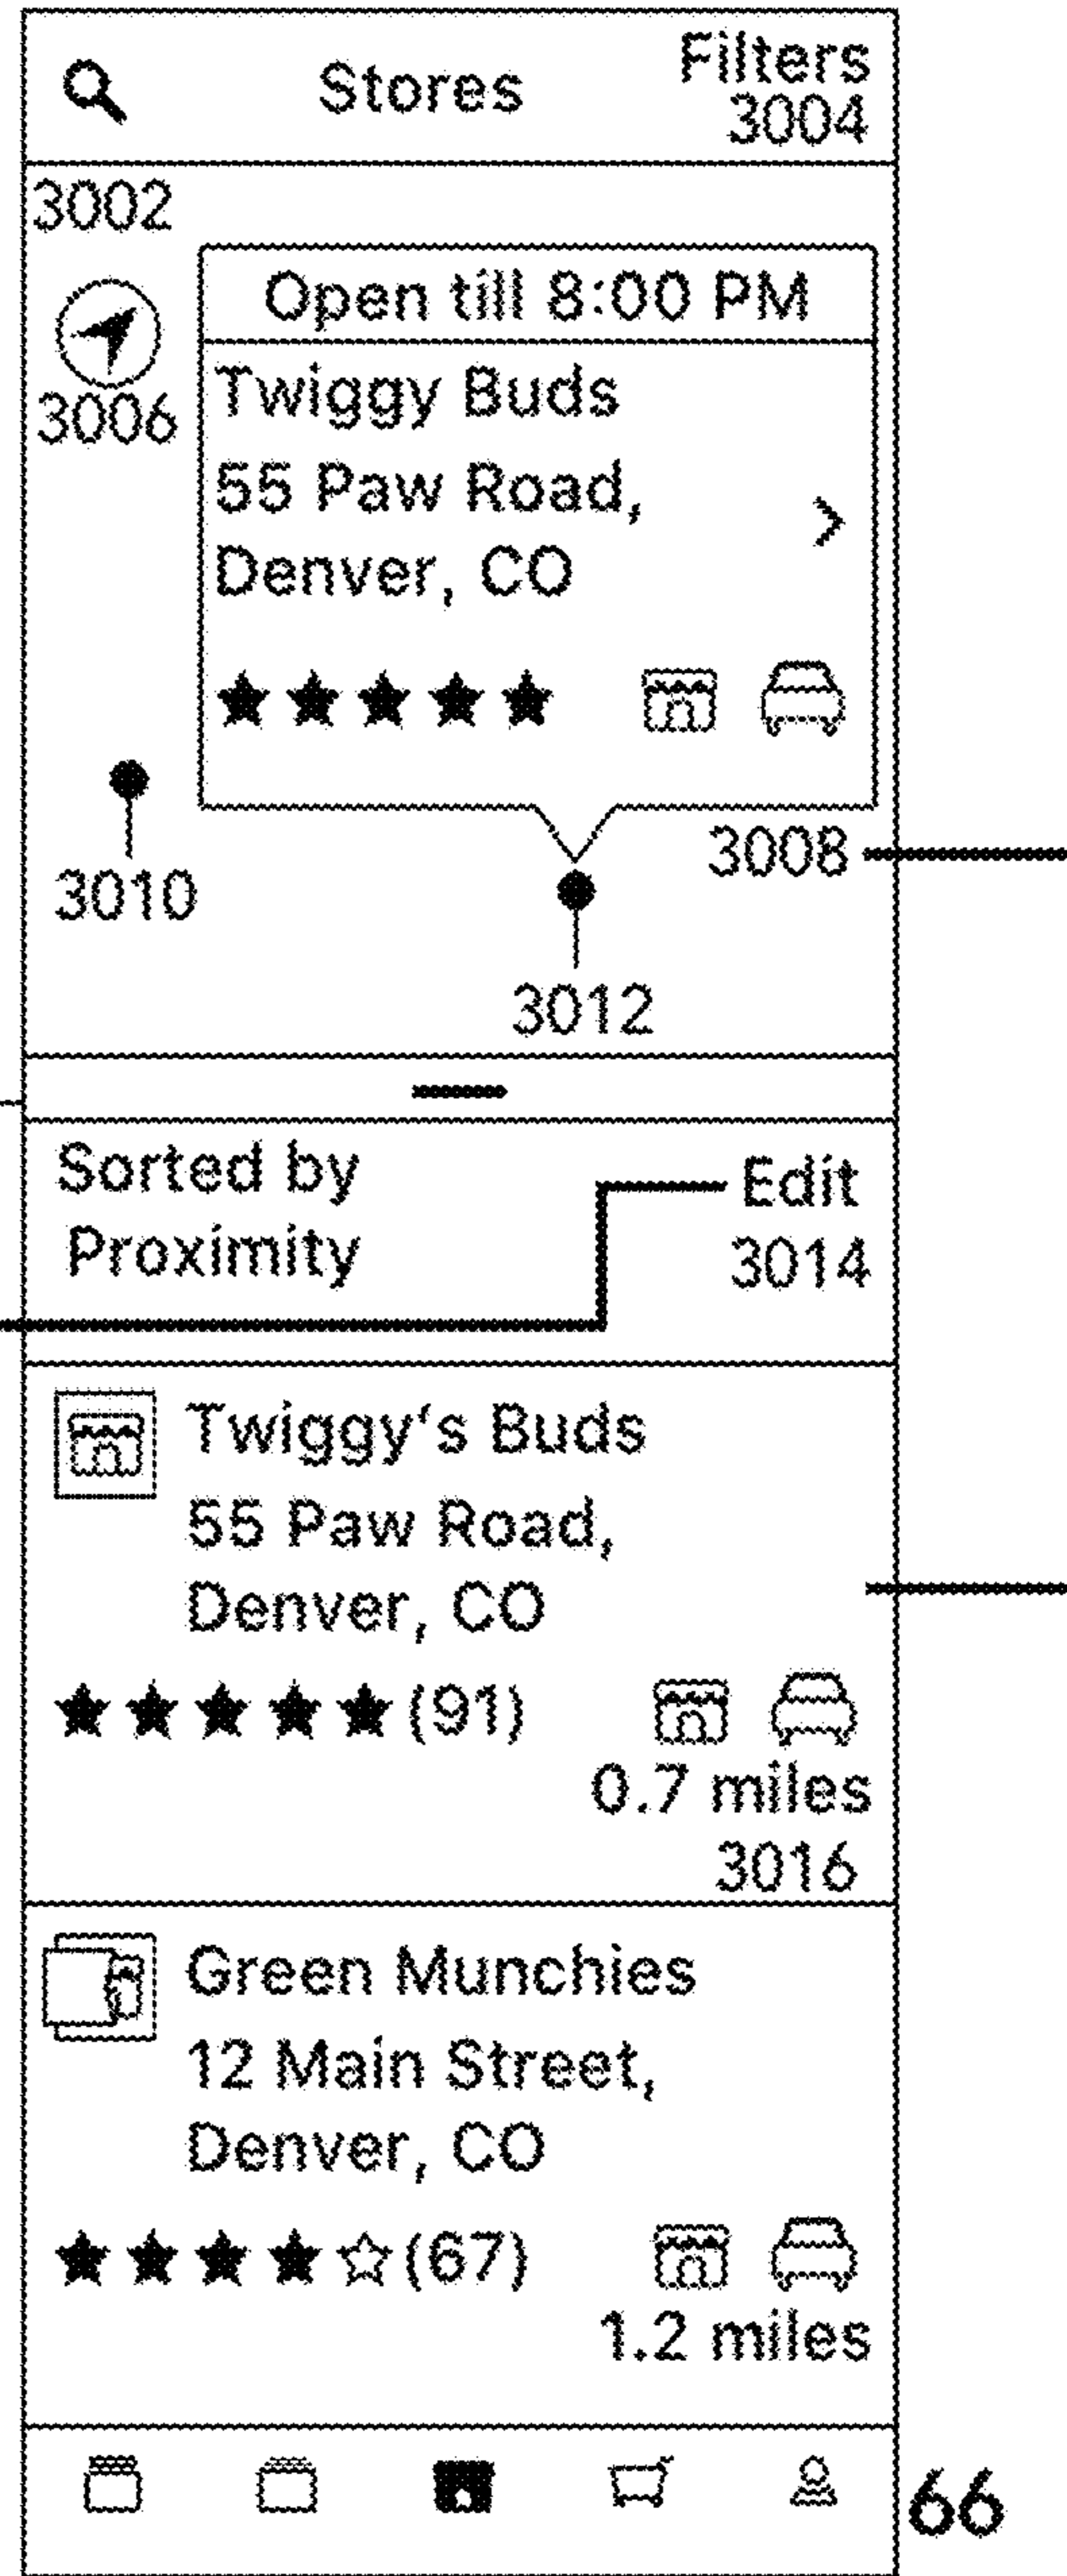 Stores
Filters
3004
3002
Open till 8:00 PM
3006
Twiggy Buds
55 Paw Road,
Denver, CO
3008
3010
3012
Sorted by
Proximity
Edit
3014
Twiggy‘s Buds
55 Paw Road,
Denver, CO
(91)
0.7 miles
3016
Green Munchies
12 Main Street,
Denver, CO
(67)
1.2 miles
66